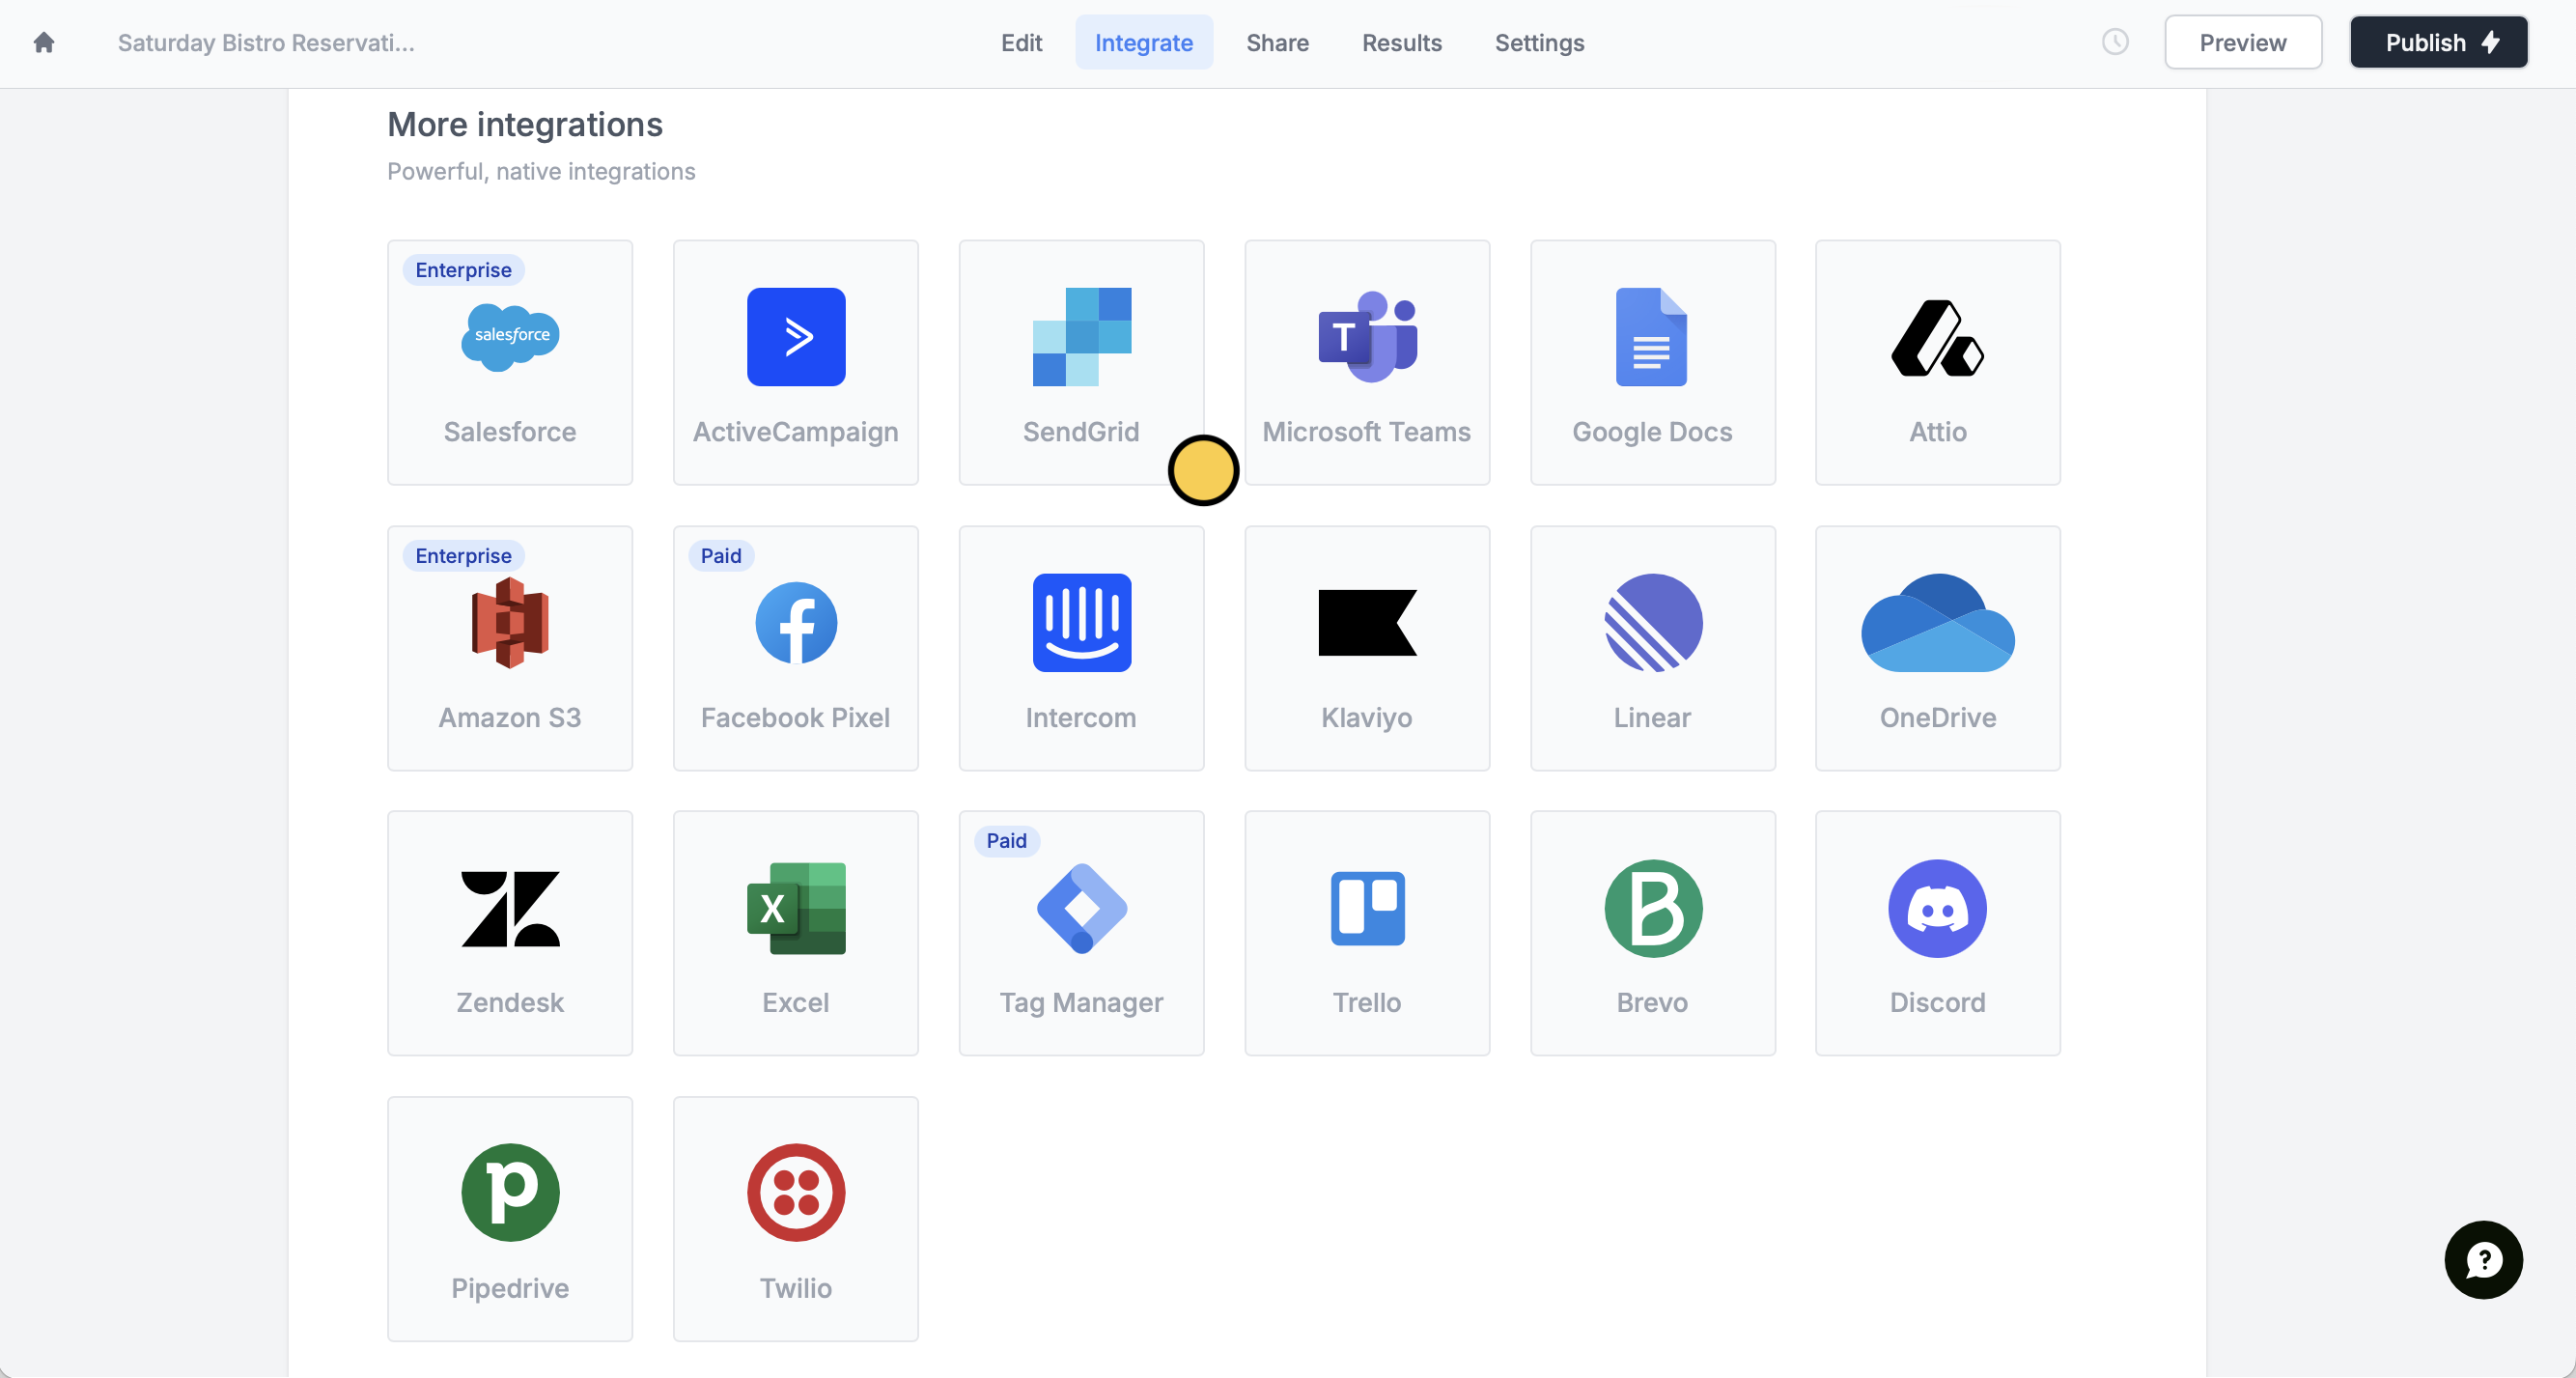 Saturday Bistro Reservati...
Edit
Integrate
Share
Results
Settings
Preview
Publish
More integrations
Powerful, native integrations
Enterprise
salesforce
Salesforce
ActiveCampaign
SendGrid
T
Microsoft Teams
Google Docs
Attio
Enterprise
Amazon S3
Paid
f
Facebook Pixel
Intercom
Klaviyo
Linear
OneDrive
Zendesk
X
Excel
Paid
Tag Manager
Trello
B
Brevo
Discord
p
Pipedrive
Twilio
?